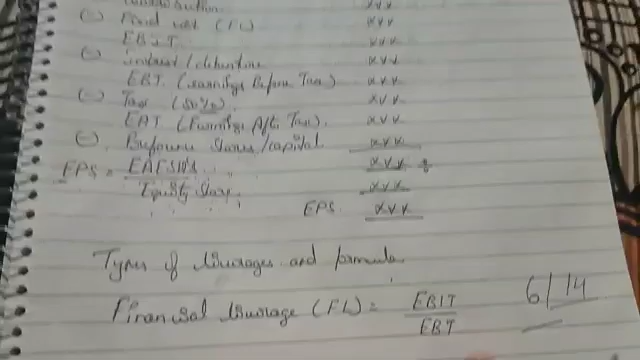 xxx
(-) Fixed cost (FC) xxx
EBIT. xxx
(-) interest/debenture xxx
EBT. (Earnings Before Tax) xxx
(-) Tax (50%) xxx
EAT (Earnings After Tax). xxx
(-) Preference Shares/capital xxx
EPS = EAESH xxx
Equity share. xxx
EPS. xxx
Types of leverages and formula
Financial leverage (FL) = EBIT 6/14
EBT